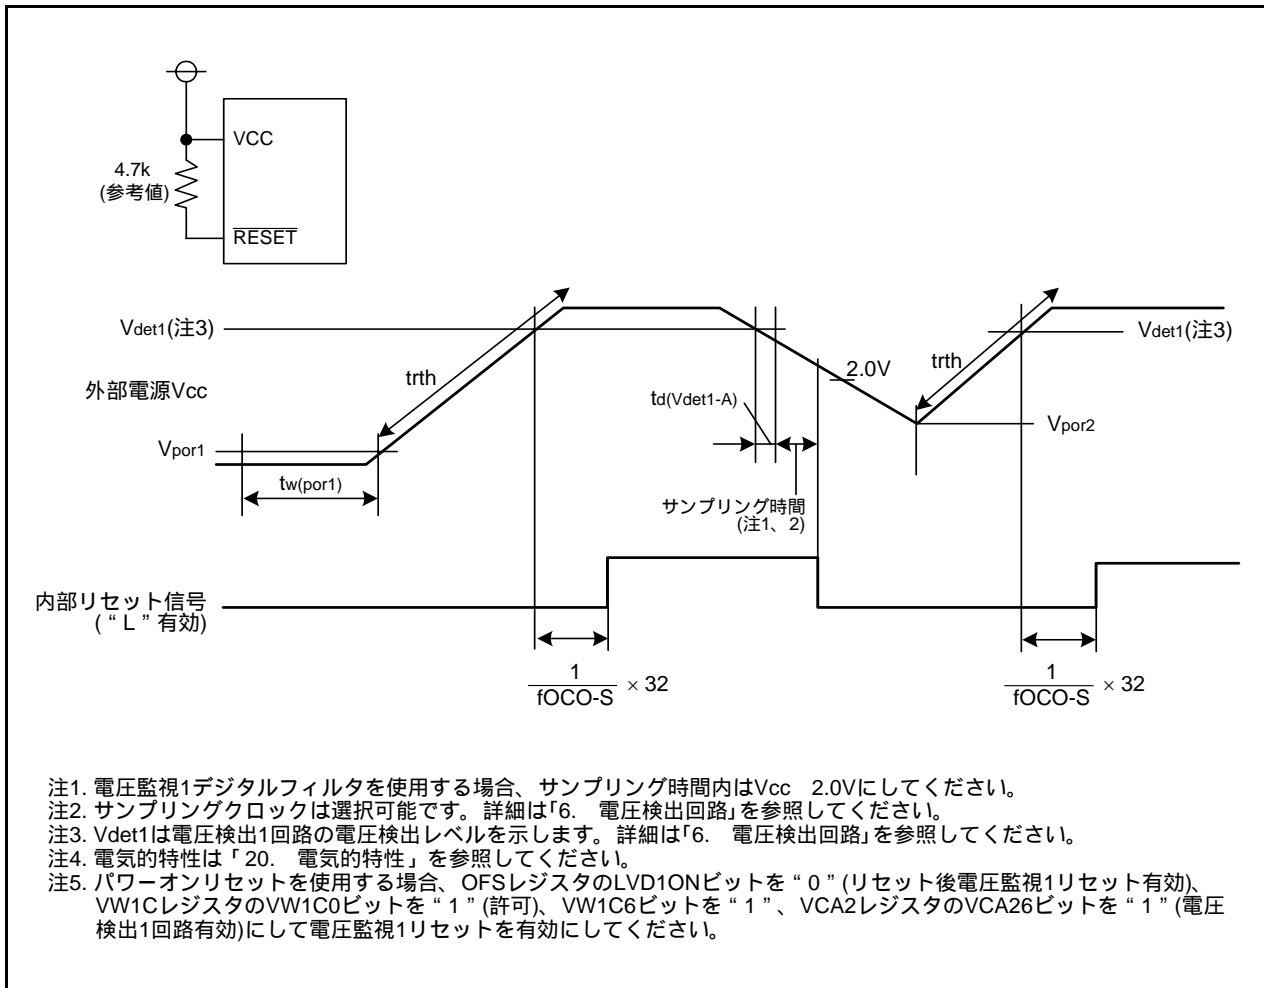 VCC
4.7k
(参考値)
RESET
Vdet1(注3)
Vdet1(注3)
trth
trth
2.0V
外部電源Vcc
td(Vdet1-A)
Vpor1
Vpor2
tw(por1)
サンプリング時間
(注1、2)
内部リセット信号
( “ L ” 有効)
1
fOCO-S
× 32
1
fOCO-S
× 32
注1. 電圧監視1デジタルフィルタを使用する場合、サンプリング時間内はVcc 2.0Vにしてください。
注2. サンプリングクロックは選択可能です。詳細は「6. 電圧検出回路」を参照してください。
注3. Vdet1は電圧検出1回路の電圧検出レベルを示します。詳細は「6. 電圧検出回路」を参照してください。
注4. 電気的特性は「 20. 電気的特性」を参照してください。
注5. パワーオンリセットを使用する場合、OFSレジスタのLVD1ONビットを “ 0 ” (リセット後電圧監視1リセット有効)、
VW1CレジスタのVW1C0ビットを “ 1 ” (許可)、VW1C6ビットを “ 1 ” 、VCA2レジスタのVCA26ビットを “ 1 ” (電圧
検出1回路有効)にして電圧監視1リセットを有効にしてください。